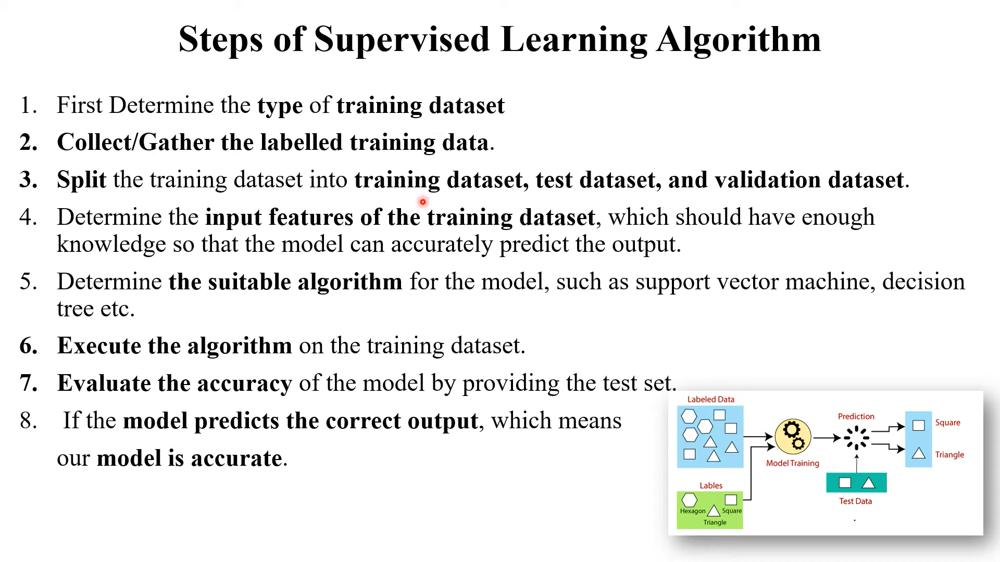 Steps of Supervised Learning Algorithm
1. First Determine the type of training dataset
2. Collect/Gather the labelled training data.
3. Split the training dataset into training dataset, test dataset, and validation dataset.
4. Determine the input features of the training dataset, which should have enough
knowledge so that the model can accurately predict the output.
5. Determine the suitable algorithm for the model, such as support vector machine, decision
tree etc.
6. Execute the algorithm on the training dataset.
7. Evaluate the accuracy of the model by providing the test set.
8. If the model predicts the correct output, which means
our model is accurate.
Labeled Data
Prediction
Square
Triangle
Model Training
Lables
Hexagon
Square
Triangle
Test Data